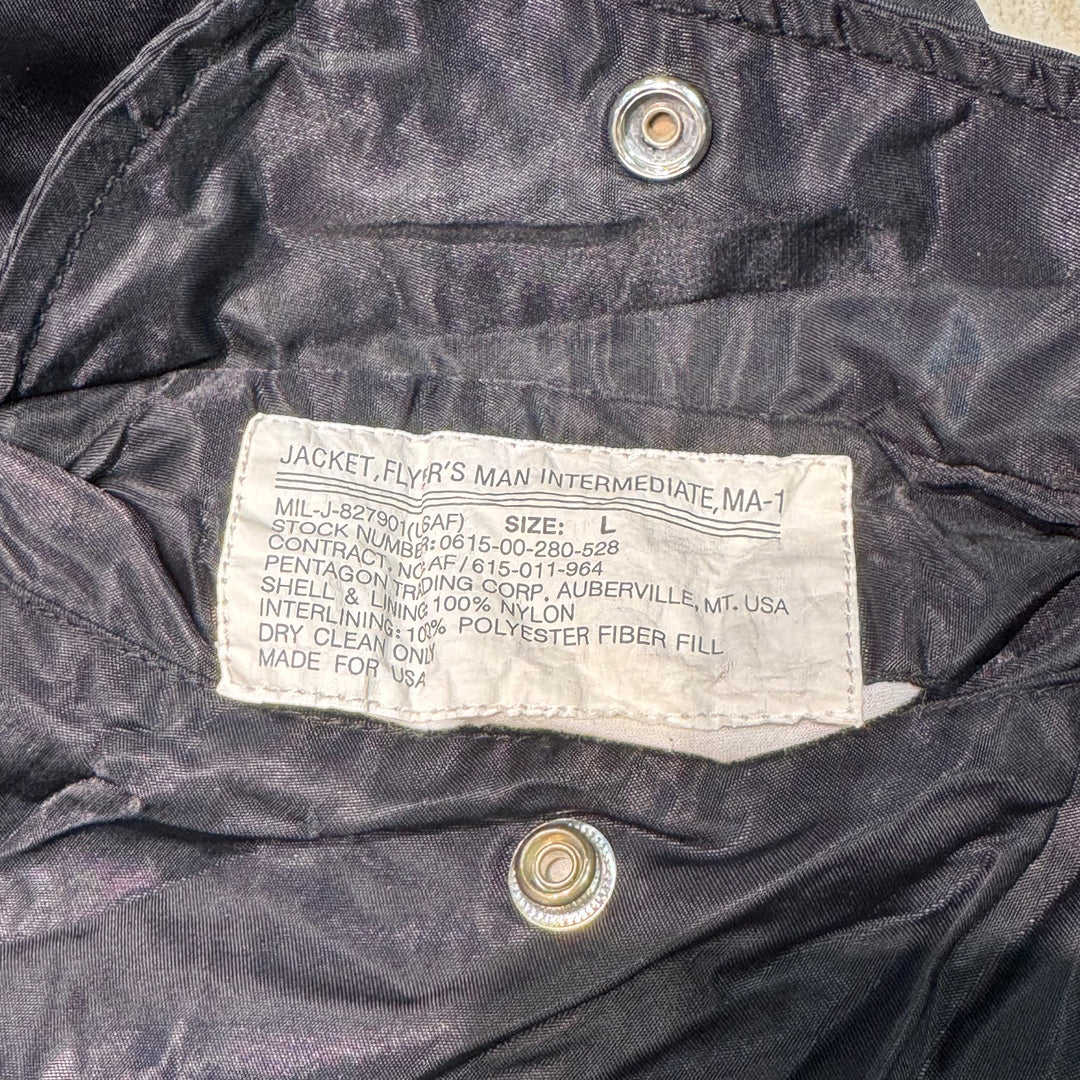 JACKET, FLYER'S MAN INTERMEDIATE, MA-1
MIL-J-827901(USAF) SIZE: L
STOCK NUMBER: 0615-00-280-528
CONTRACT NO: AF/615-011-964
PENTAGON TRADING CORP. AUBERVILLE, MT. USA
SHELL & LINING: 100% NYLON
INTERLINING: 100% POLYESTER FIBER FILL
DRY CLEAN ONLY
MADE FOR USA